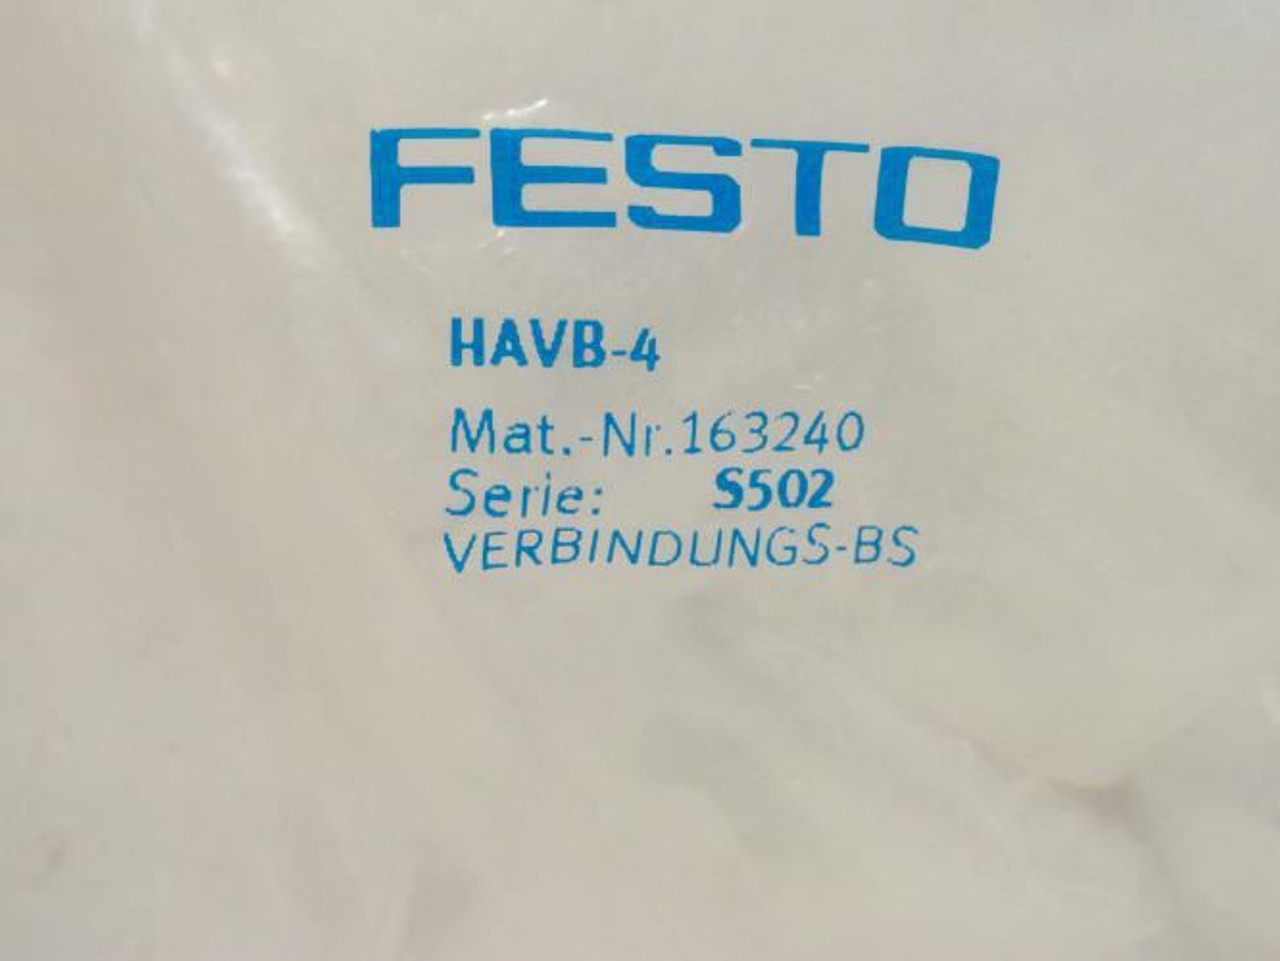 FESTO
HAVB-4
Mat.-Nr.163240
Serie: S502
VERBINDUNGS-BS